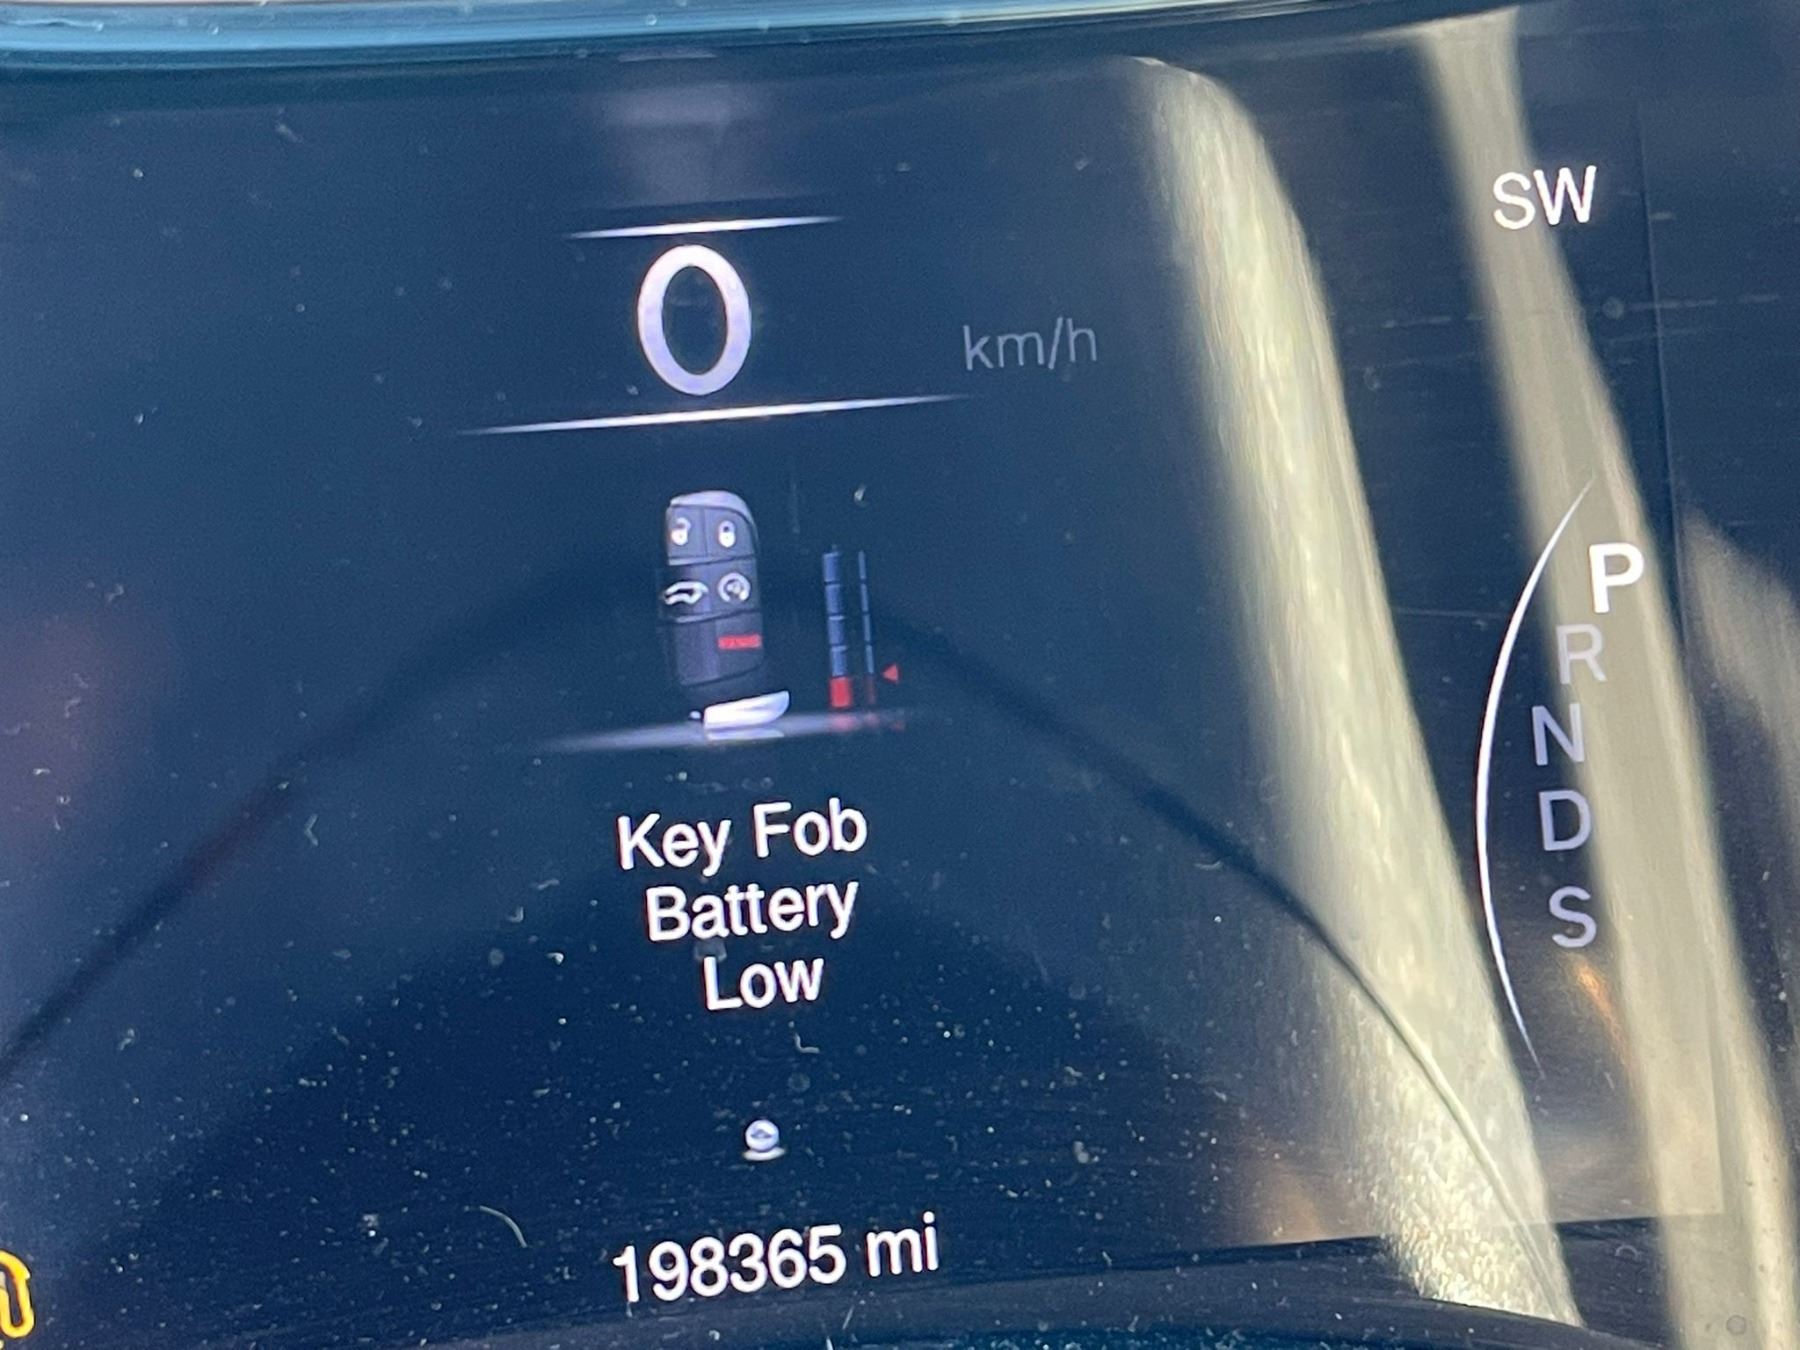 SW
0
km/h
P
R
N
D
S
Key Fob
Battery
Low
198365 mi